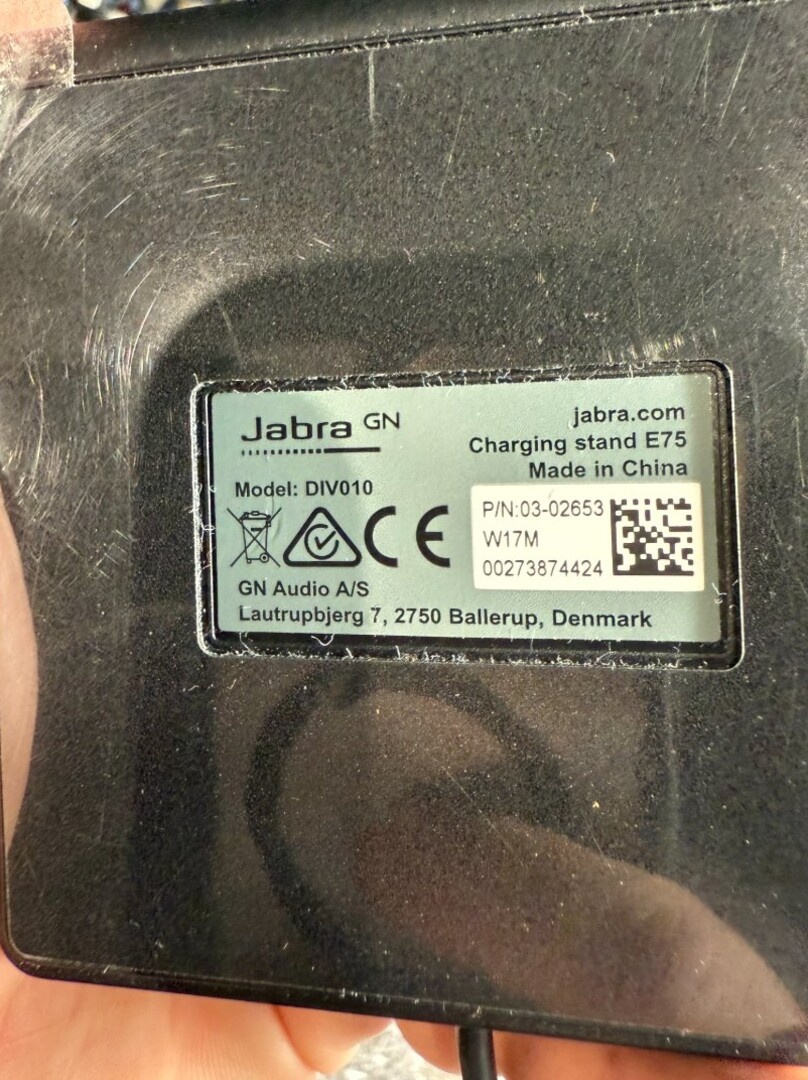 Jabra GN
jabra.com
Charging stand E75
Made in China
Model: DIV010
P/N:03-02653
W17M
00273874424
CE
GN Audio A/S
Lautrupbjerg 7, 2750 Ballerup, Denmark